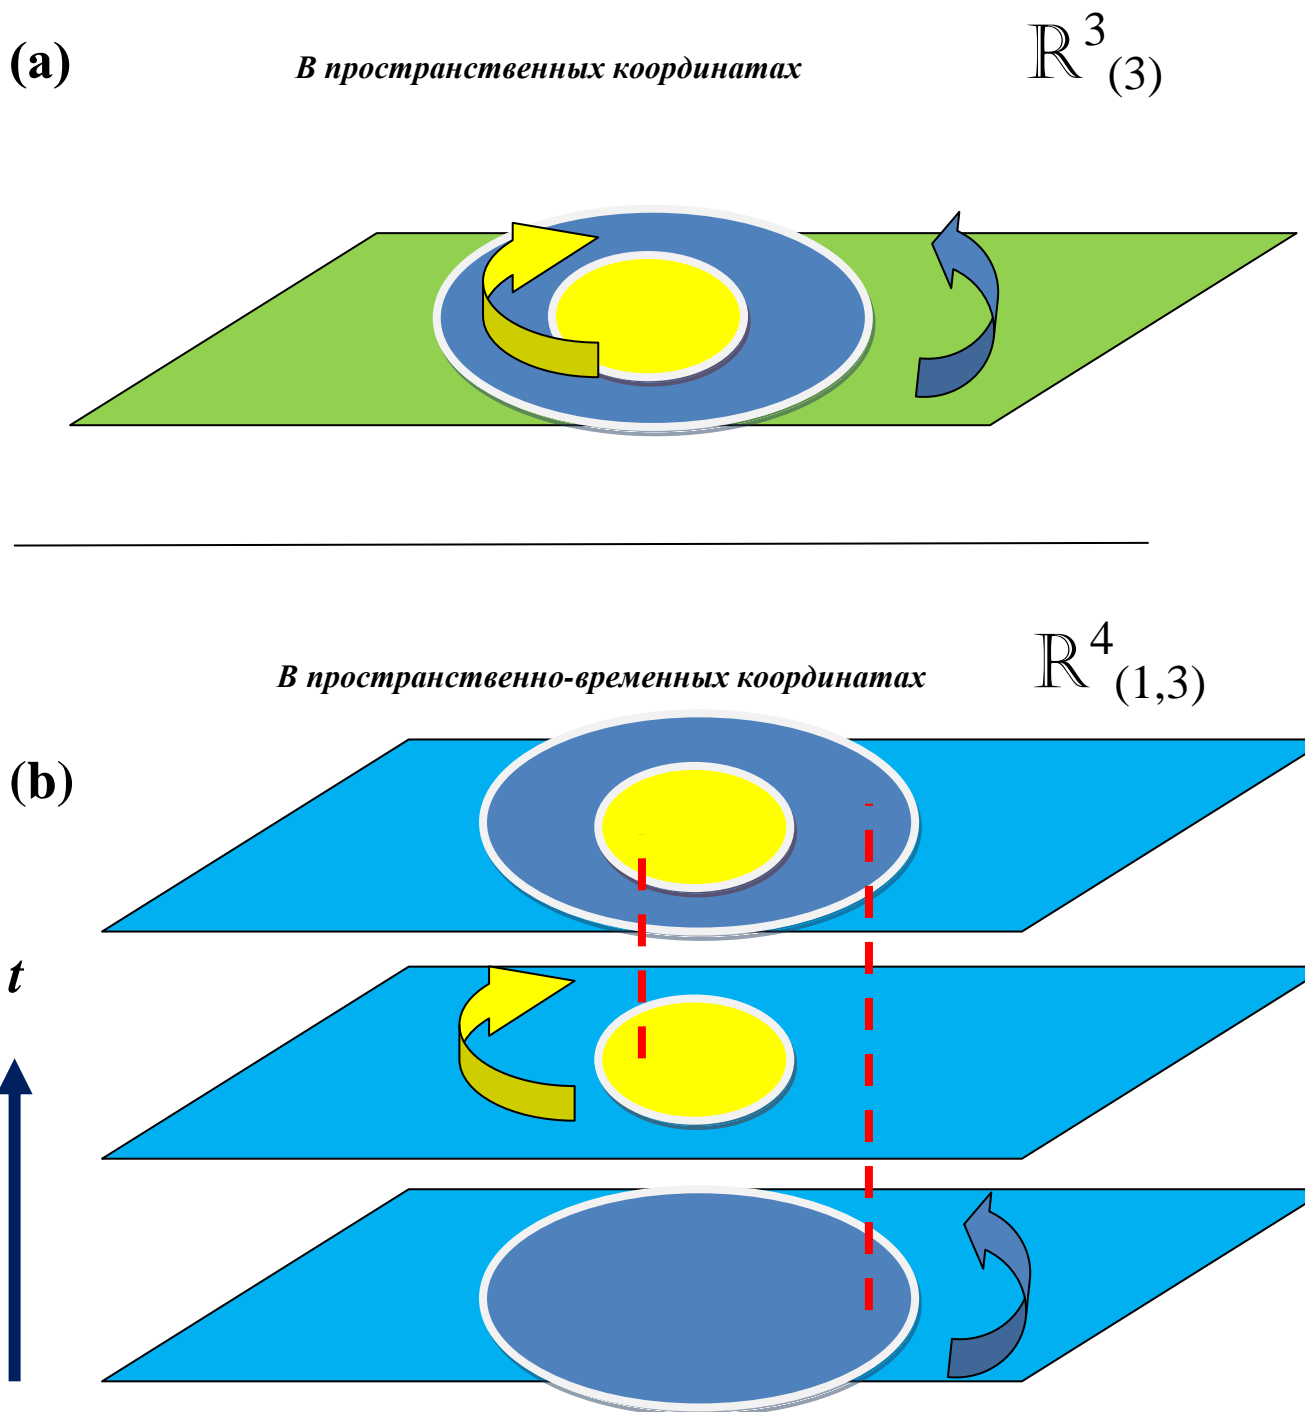 (a)
В пространственных координатах
ℝ³₍₃₎
В пространственно-временных координатах
ℝ⁴₍₁,₃₎
(b)
t